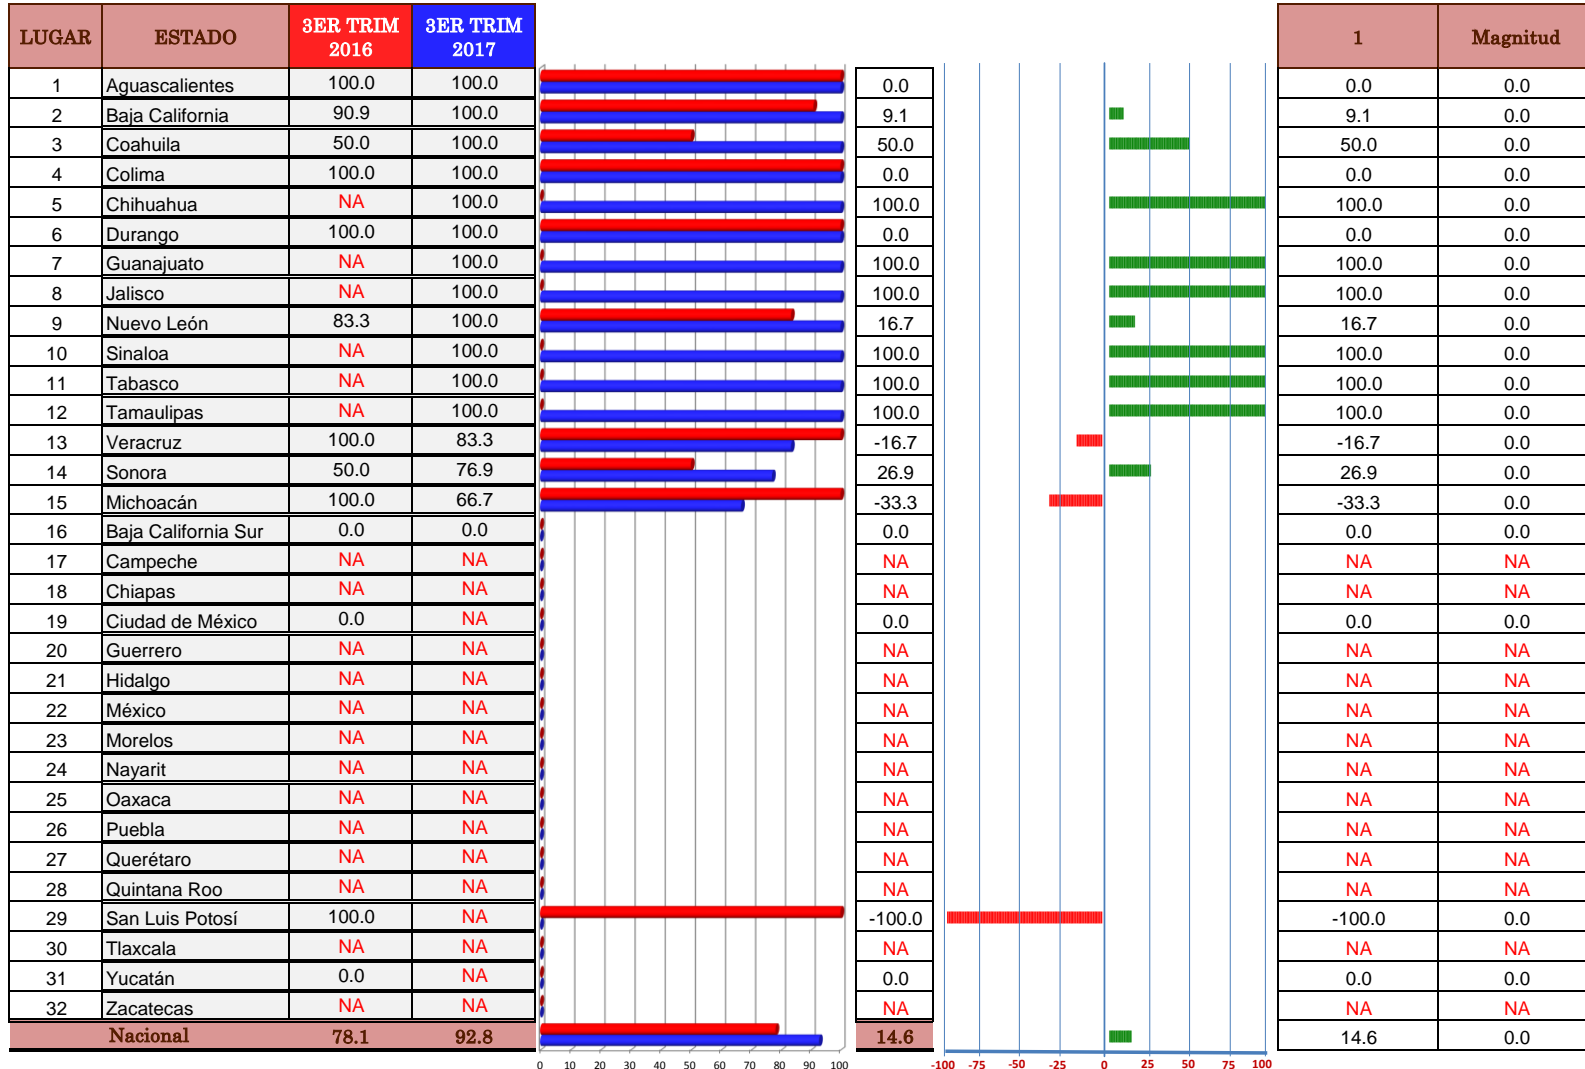 LUGAR ESTADO 3ER TRIM 2016 3ER TRIM 2017 1 Magnitud
1 Aguascalientes 100.0 100.0 0.0 0.0 0.0
2 Baja California 90.9 100.0 9.1 9.1 0.0
3 Coahuila 50.0 100.0 50.0 50.0 0.0
4 Colima 100.0 100.0 0.0 0.0 0.0
5 Chihuahua NA 100.0 100.0 100.0 0.0
6 Durango 100.0 100.0 0.0 0.0 0.0
7 Guanajuato NA 100.0 100.0 100.0 0.0
8 Jalisco NA 100.0 100.0 100.0 0.0
9 Nuevo León 83.3 100.0 16.7 16.7 0.0
10 Sinaloa NA 100.0 100.0 100.0 0.0
11 Tabasco NA 100.0 100.0 100.0 0.0
12 Tamaulipas NA 100.0 100.0 100.0 0.0
13 Veracruz 100.0 83.3 -16.7 -16.7 0.0
14 Sonora 50.0 76.9 26.9 26.9 0.0
15 Michoacán 100.0 66.7 -33.3 -33.3 0.0
16 Baja California Sur 0.0 0.0 0.0 0.0 0.0
17 Campeche NA NA NA NA NA
18 Chiapas NA NA NA NA NA
19 Ciudad de México 0.0 NA 0.0 0.0 0.0
20 Guerrero NA NA NA NA NA
21 Hidalgo NA NA NA NA NA
22 México NA NA NA NA NA
23 Morelos NA NA NA NA NA
24 Nayarit NA NA NA NA NA
25 Oaxaca NA NA NA NA NA
26 Puebla NA NA NA NA NA
27 Querétaro NA NA NA NA NA
28 Quintana Roo NA NA NA NA NA
29 San Luis Potosí 100.0 NA -100.0 -100.0 0.0
30 Tlaxcala NA NA NA NA NA
31 Yucatán 0.0 NA 0.0 0.0 0.0
32 Zacatecas NA NA NA NA NA
Nacional 78.1 92.8 14.6 14.6 0.0
0 10 20 30 40 50 60 70 80 90 100 -100 -75 -50 -25 0 25 50 75 100